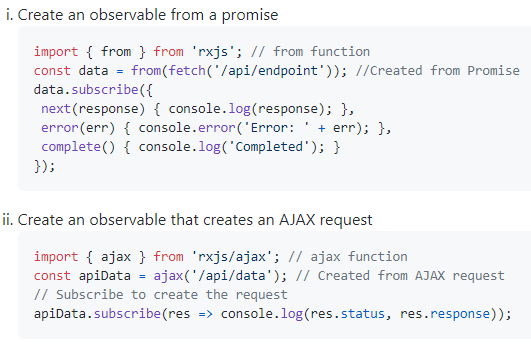 i. Create an observable from a promise
import { from } from 'rxjs'; // from function
const data = from(fetch('/api/endpoint')); //Created from Promise
data.subscribe({
 next(response) { console.log(response); },
 error(err) { console.error('Error: ' + err); },
 complete() { console.log('Completed'); }
});
ii. Create an observable that creates an AJAX request
import { ajax } from 'rxjs/ajax'; // ajax function
const apiData = ajax('/api/data'); // Created from AJAX request
// Subscribe to create the request
apiData.subscribe(res => console.log(res.status, res.response));